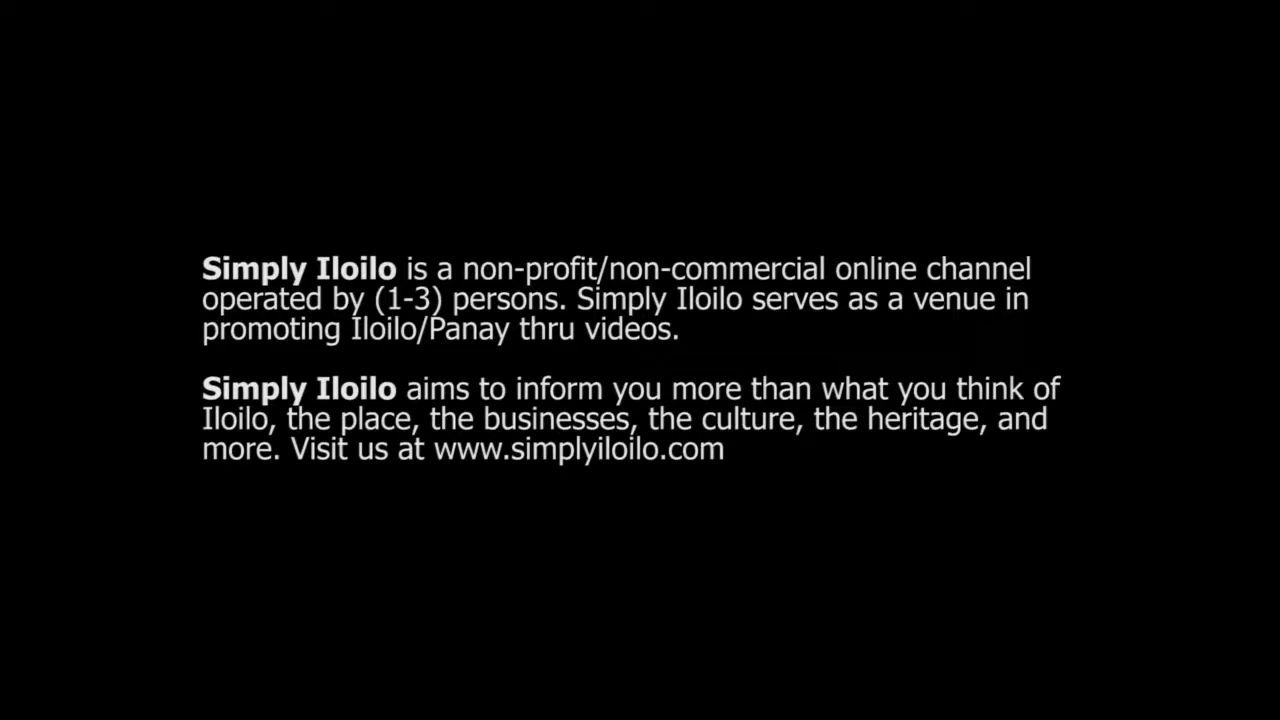 Simply Iloilo is a non-profit/non-commercial online channel
operated by (1-3) persons. Simply Iloilo serves as a venue in
promoting Iloilo/Panay thru videos.
Simply Iloilo aims to inform you more than what you think of
Iloilo, the place, the businesses, the culture, the heritage, and
more. Visit us at www.simplyiloilo.com